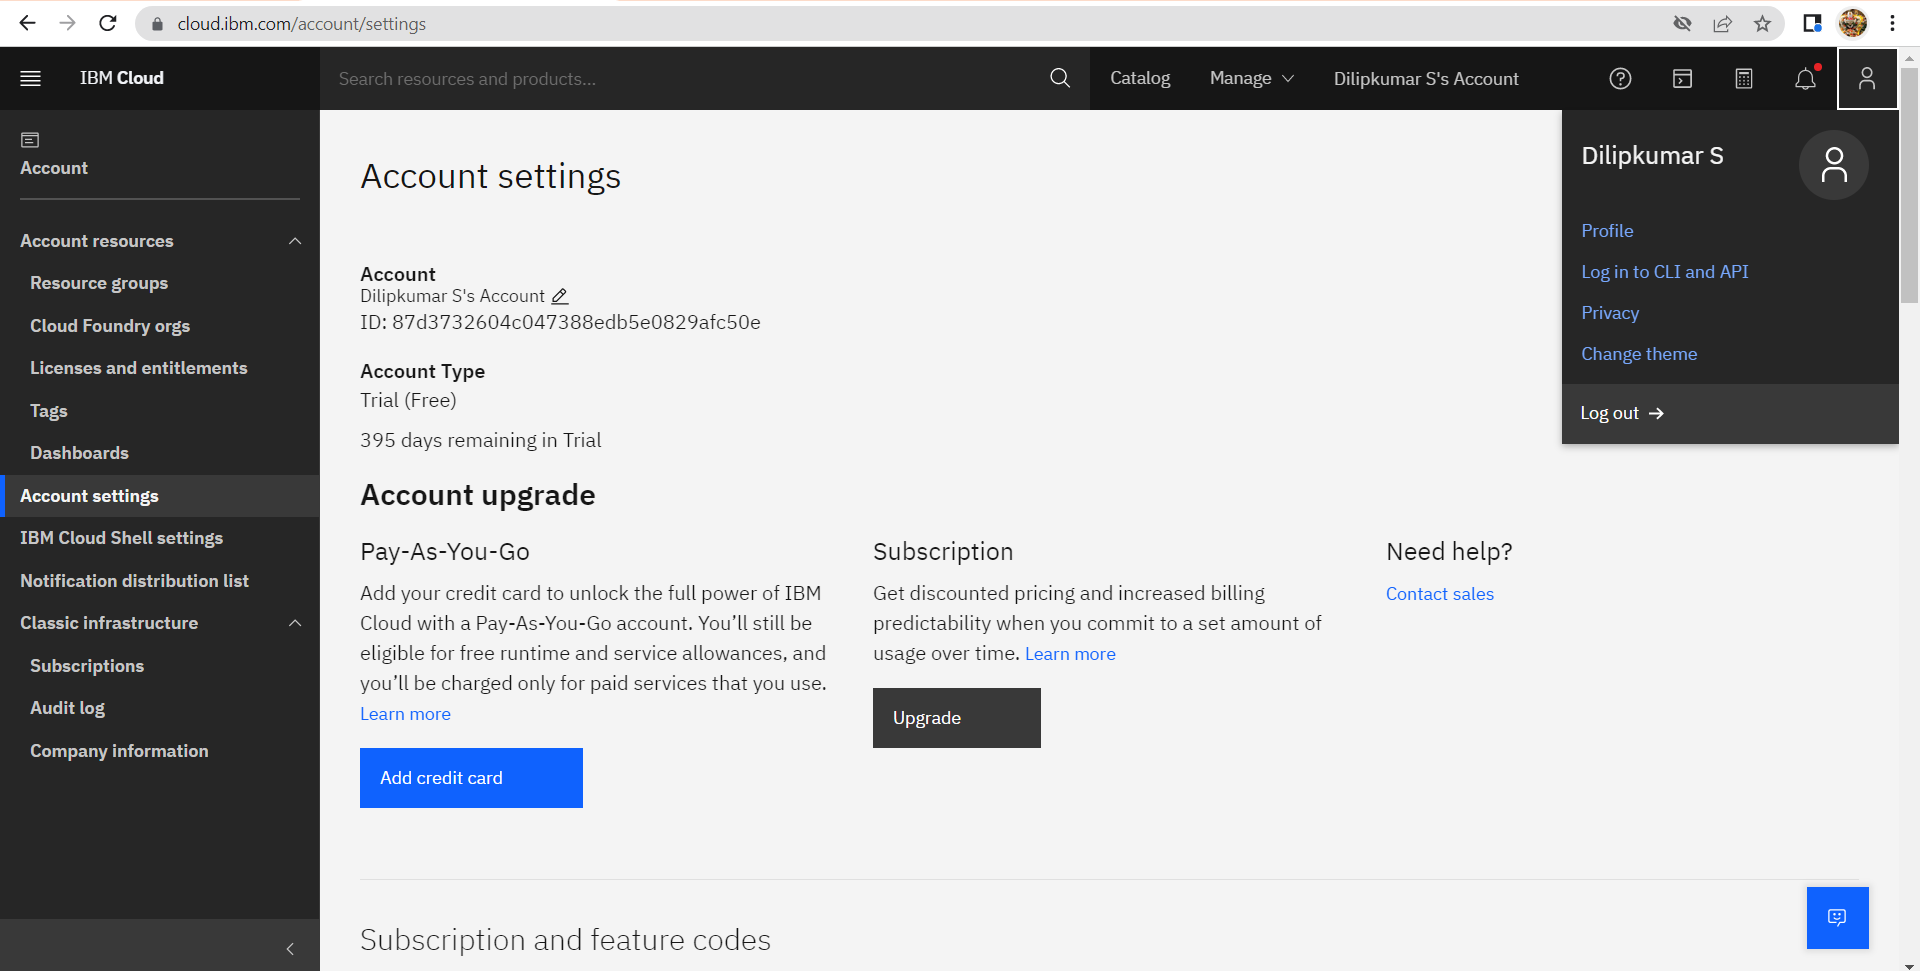 cloud.ibm.com/account/settings
IBM Cloud
Search resources and products...
Catalog
Manage
Dilipkumar S's Account
Account
Account resources
Resource groups
Cloud Foundry orgs
Licenses and entitlements
Tags
Dashboards
Account settings
IBM Cloud Shell settings
Notification distribution list
Classic infrastructure
Subscriptions
Audit log
Company information
Account settings
Account
Dilipkumar S's Account
ID: 87d3732604c047388edb5e0829afc50e
Account Type
Trial (Free)
395 days remaining in Trial
Account upgrade
Pay-As-You-Go
Add your credit card to unlock the full power of IBM
Cloud with a Pay-As-You-Go account. You’ll still be
eligible for free runtime and service allowances, and
you’ll be charged only for paid services that you use.
Learn more
Add credit card
Subscription
Get discounted pricing and increased billing
predictability when you commit to a set amount of
usage over time. Learn more
Upgrade
Need help?
Contact sales
Subscription and feature codes
Dilipkumar S
Profile
Log in to CLI and API
Privacy
Change theme
Log out